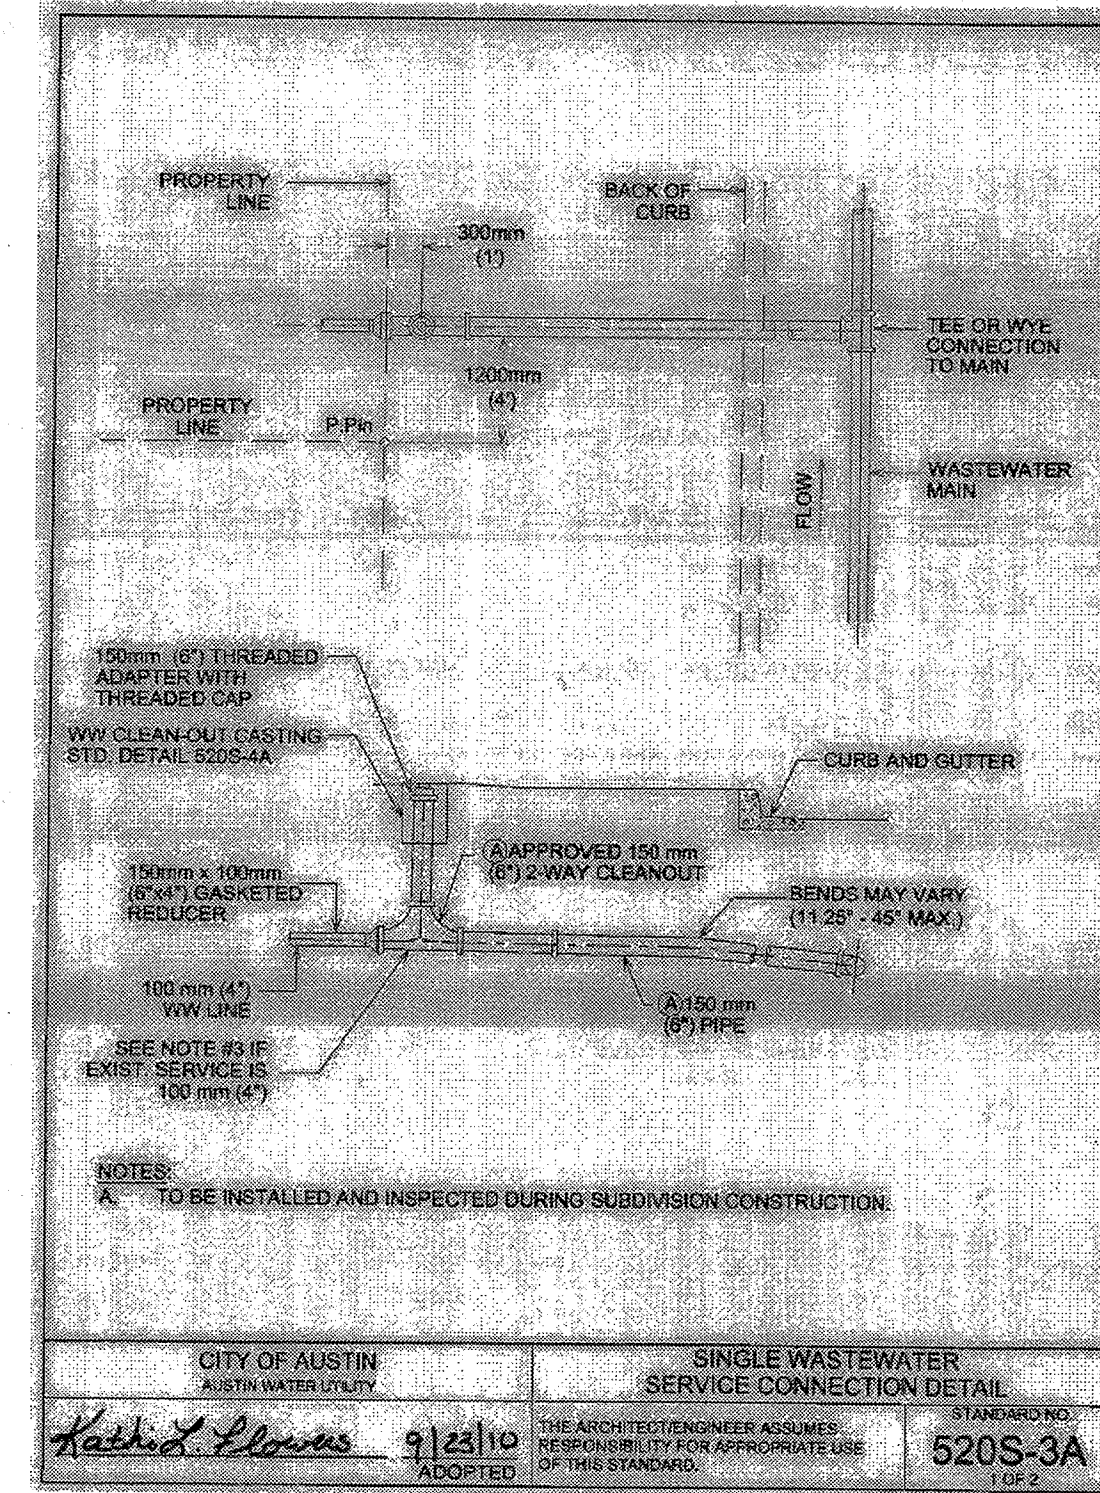 PROPERTY
LINE
BACK OF
CURB
300mm
(1')
TEE OR WYE
CONNECTION
TO MAIN
1200mm
(4')
PROPERTY
LINE
P.Pin
WASTEWATER
MAIN
FLOW
150mm (6") THREADED
ADAPTER WITH
THREADED CAP
WW CLEAN-OUT CASTING
STD. DETAIL 520S-4A
CURB AND GUTTER
Ⓐ APPROVED 150 mm
(6") 2-WAY CLEANOUT
150mm x 100mm
(6"x4") GASKETED
REDUCER
BENDS MAY VARY
(11.25° - 45° MAX.)
100 mm (4")
WW LINE
Ⓐ 150 mm
(6") PIPE
SEE NOTE #3 IF
EXIST. SERVICE IS
100 mm (4")
NOTES:
A. TO BE INSTALLED AND INSPECTED DURING SUBDIVISION CONSTRUCTION.
CITY OF AUSTIN
AUSTIN WATER UTILITY
SINGLE WASTEWATER
SERVICE CONNECTION DETAIL
Kathi L. Flowers 9/23/10
ADOPTED
THE ARCHITECT/ENGINEER ASSUMES
RESPONSIBILITY FOR APPROPRIATE USE
OF THIS STANDARD.
STANDARD NO.
520S-3A
1 OF 2